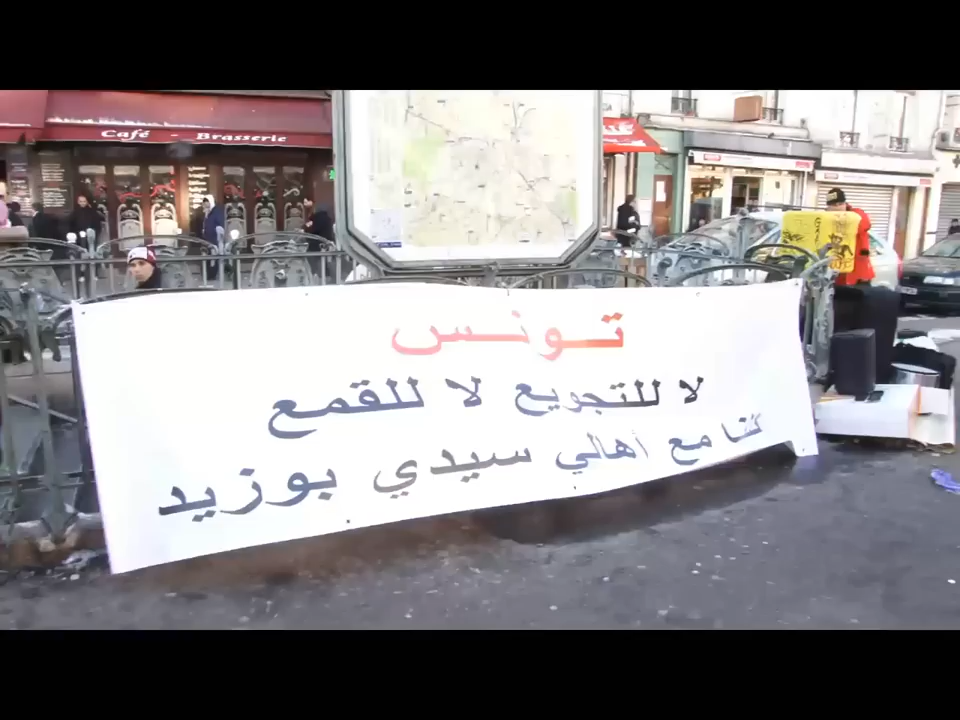 Café - Brasserie
تونس
لا للتجويع لا للقمع
كلنا مع أهالي سيدي بوزيد